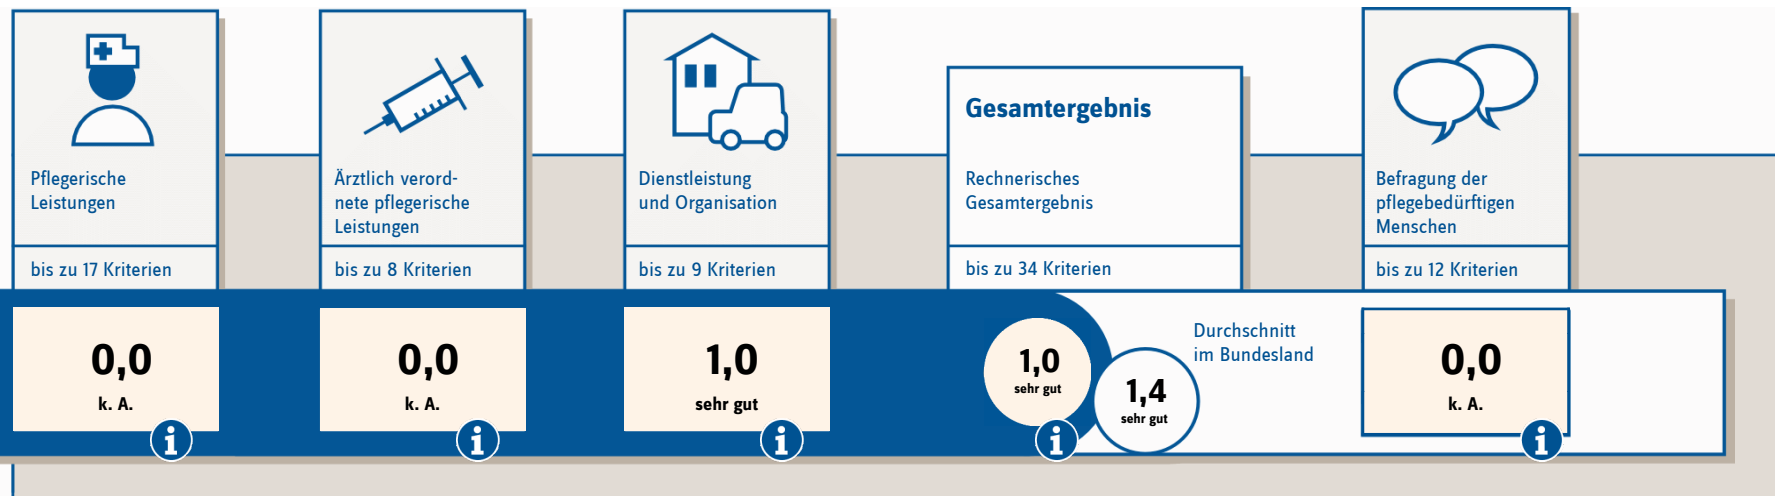 Pflegerische
Leistungen
bis zu 17 Kriterien
0,0
k. A.
i
Ärztlich verord-
nete pflegerische
Leistungen
bis zu 8 Kriterien
0,0
k. A.
i
Dienstleistung
und Organisation
bis zu 9 Kriterien
1,0
sehr gut
i
Gesamtergebnis
Rechnerisches
Gesamtergebnis
bis zu 34 Kriterien
1,0
sehr gut
i
1,4
sehr gut
Durchschnitt
im Bundesland
Befragung der
pflegebedürftigen
Menschen
bis zu 12 Kriterien
0,0
k. A.
i